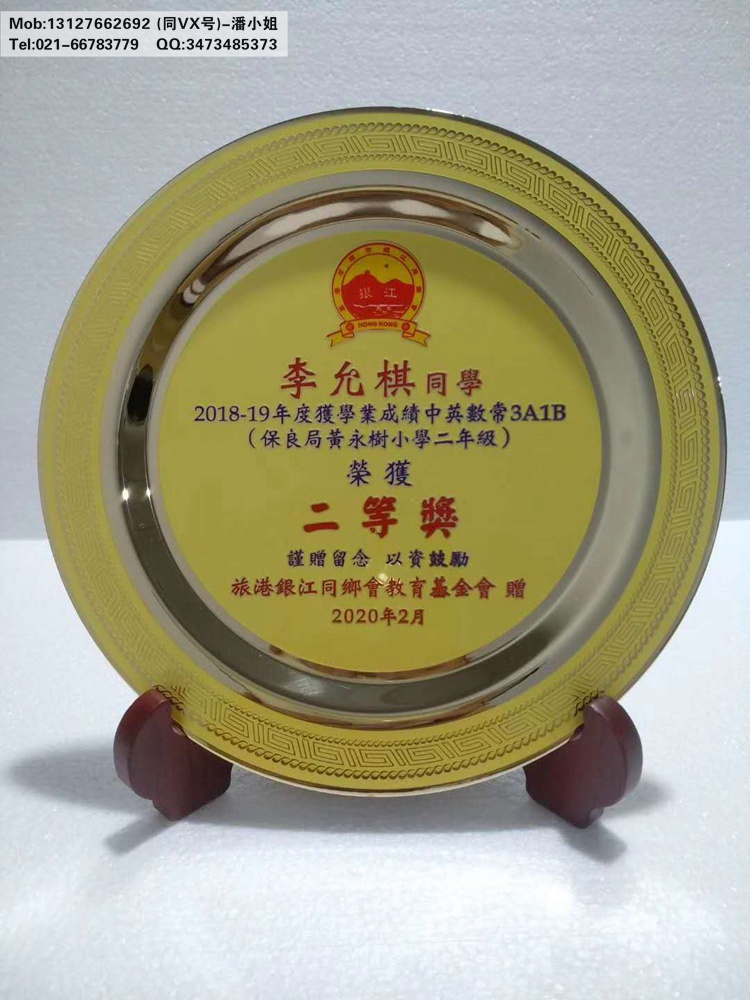 Mob:13127662692 (同VX号)-潘小姐
Tel:021-66783779 QQ:3473485373
銀江
HONG KONG
李允棋同學
2018-19年度獲學業成績中英數常3A1B
（保良局黃永樹小學二年級）
榮獲
二等獎
謹贈留念 以資鼓勵
旅港銀江同鄉會教育基金會 贈
2020年2月